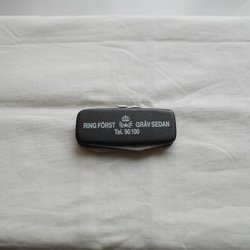 RING FÖRST GRÄV SEDAN
Tel. 90 100